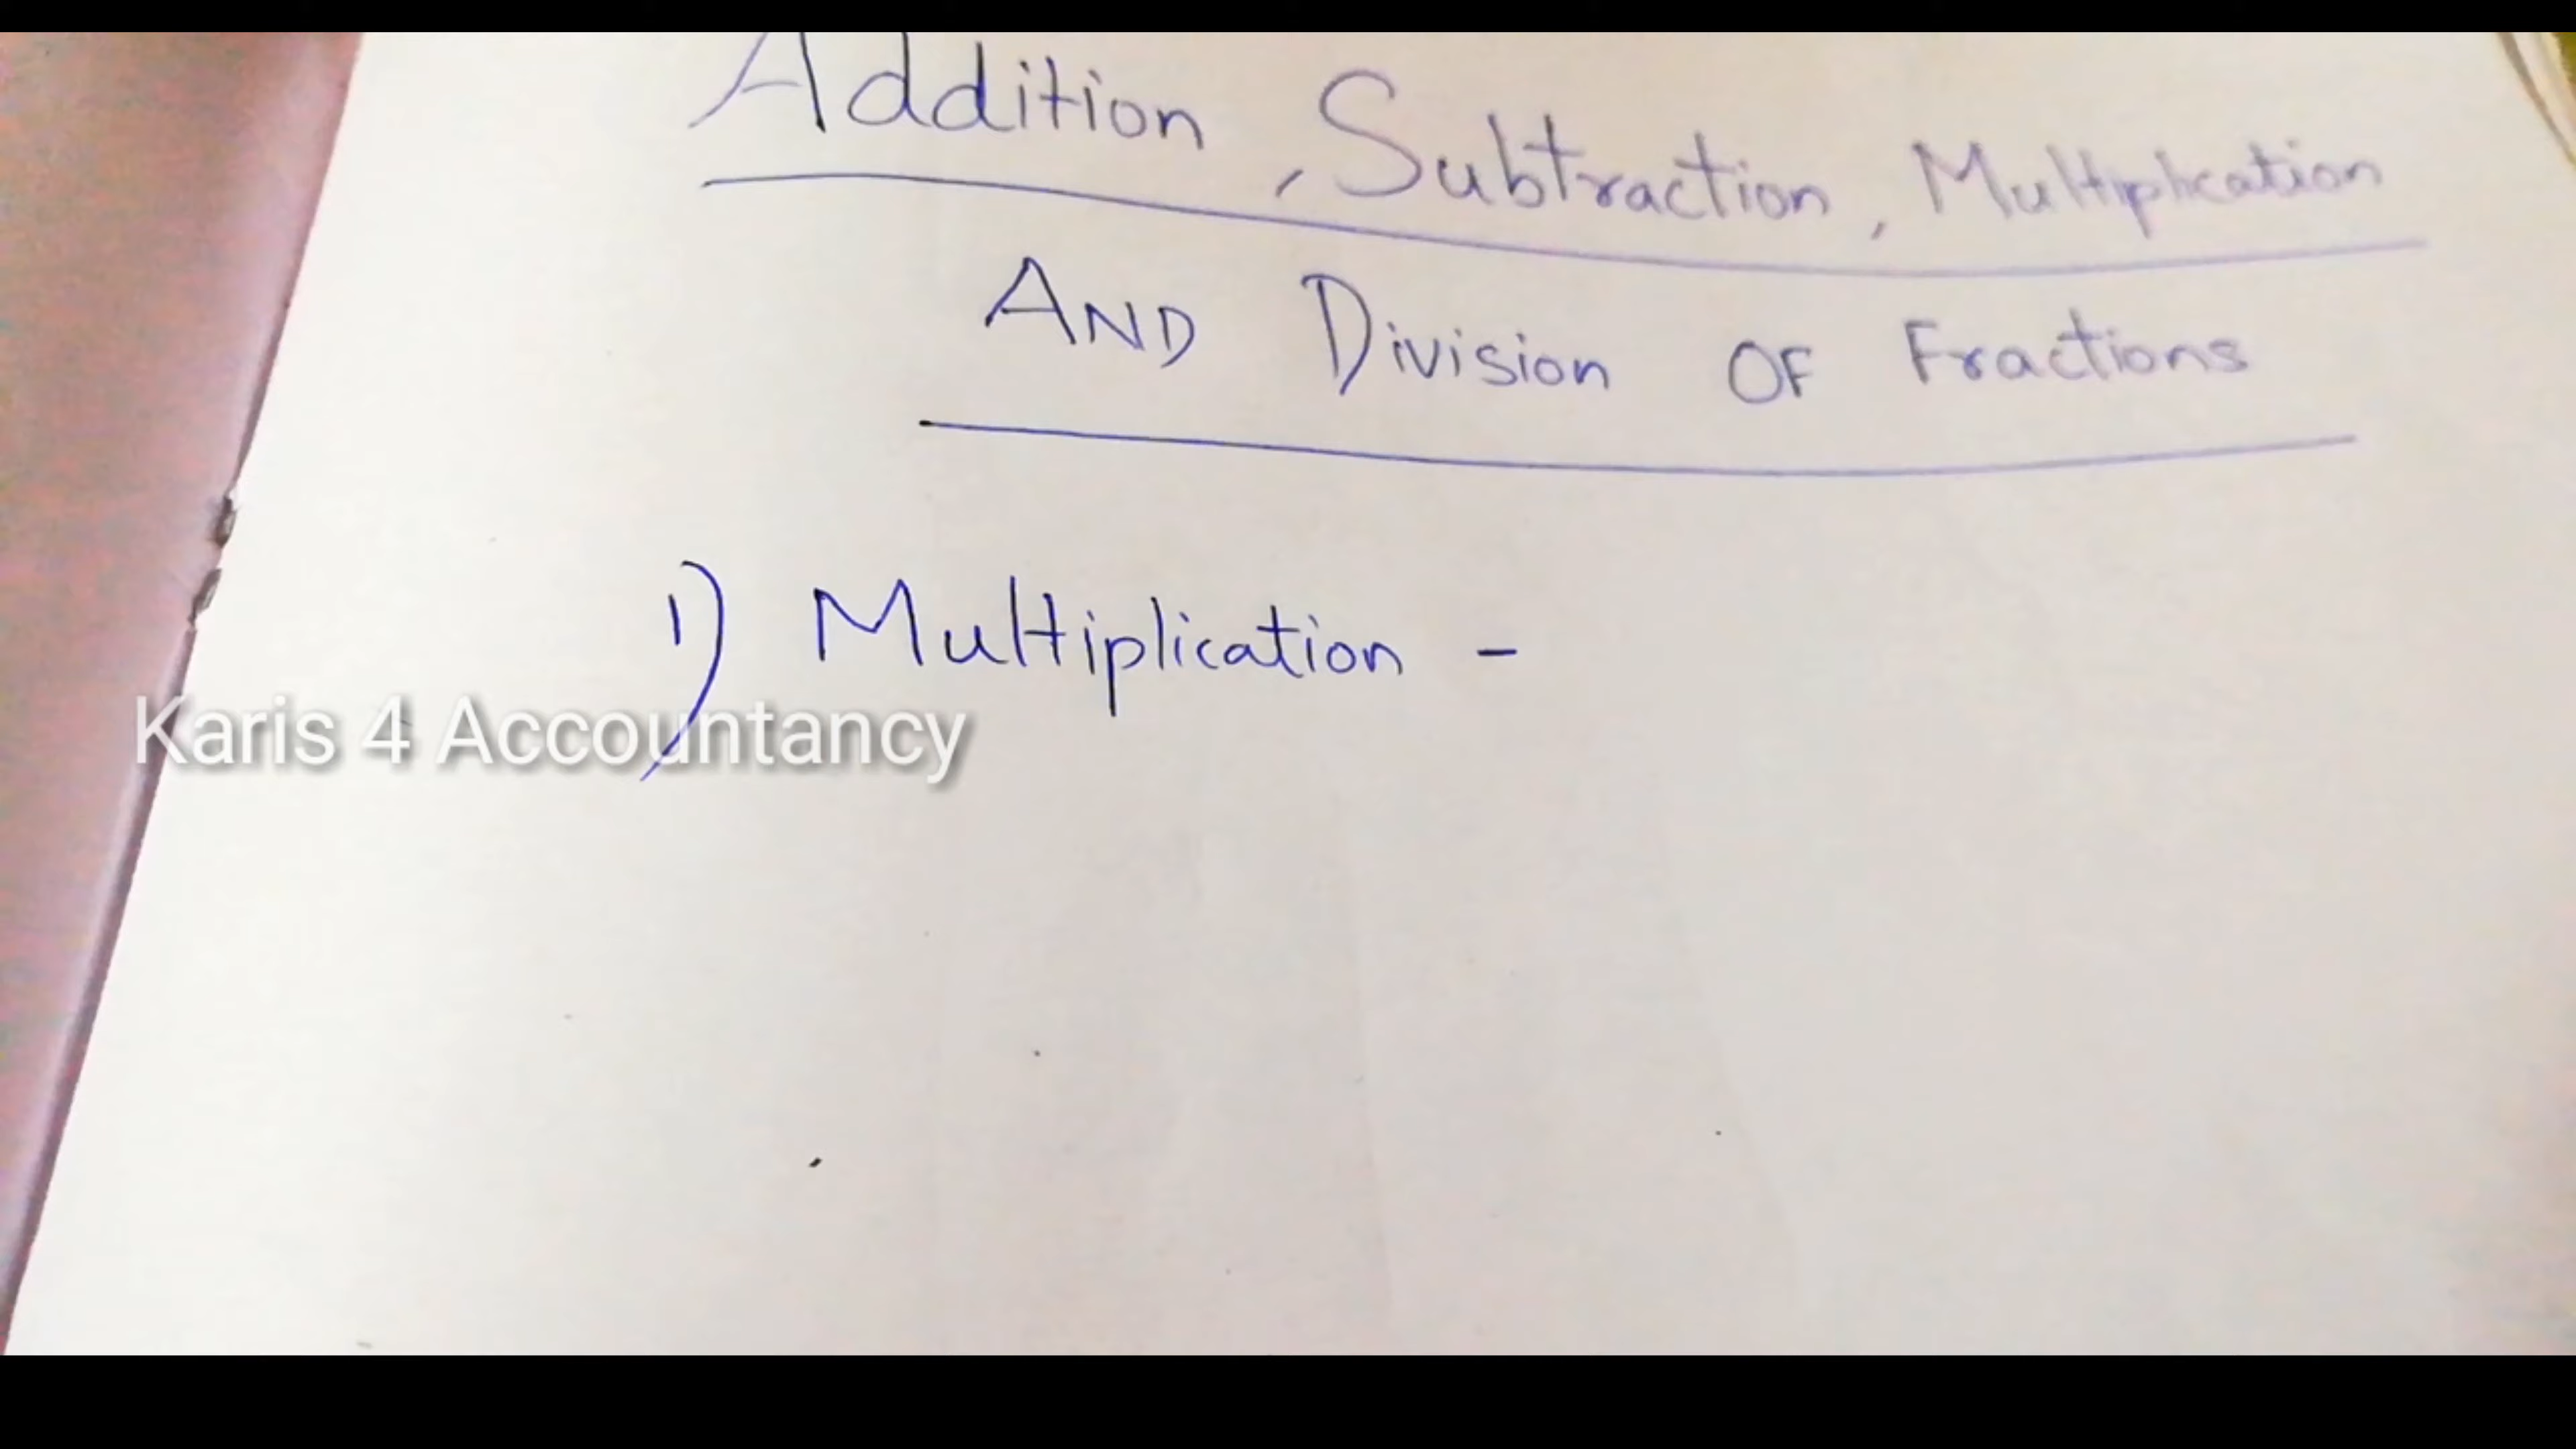 Addition, Subtraction, Multiplication
AND Division OF Fractions
1) Multiplication -
Karis 4 Accountancy